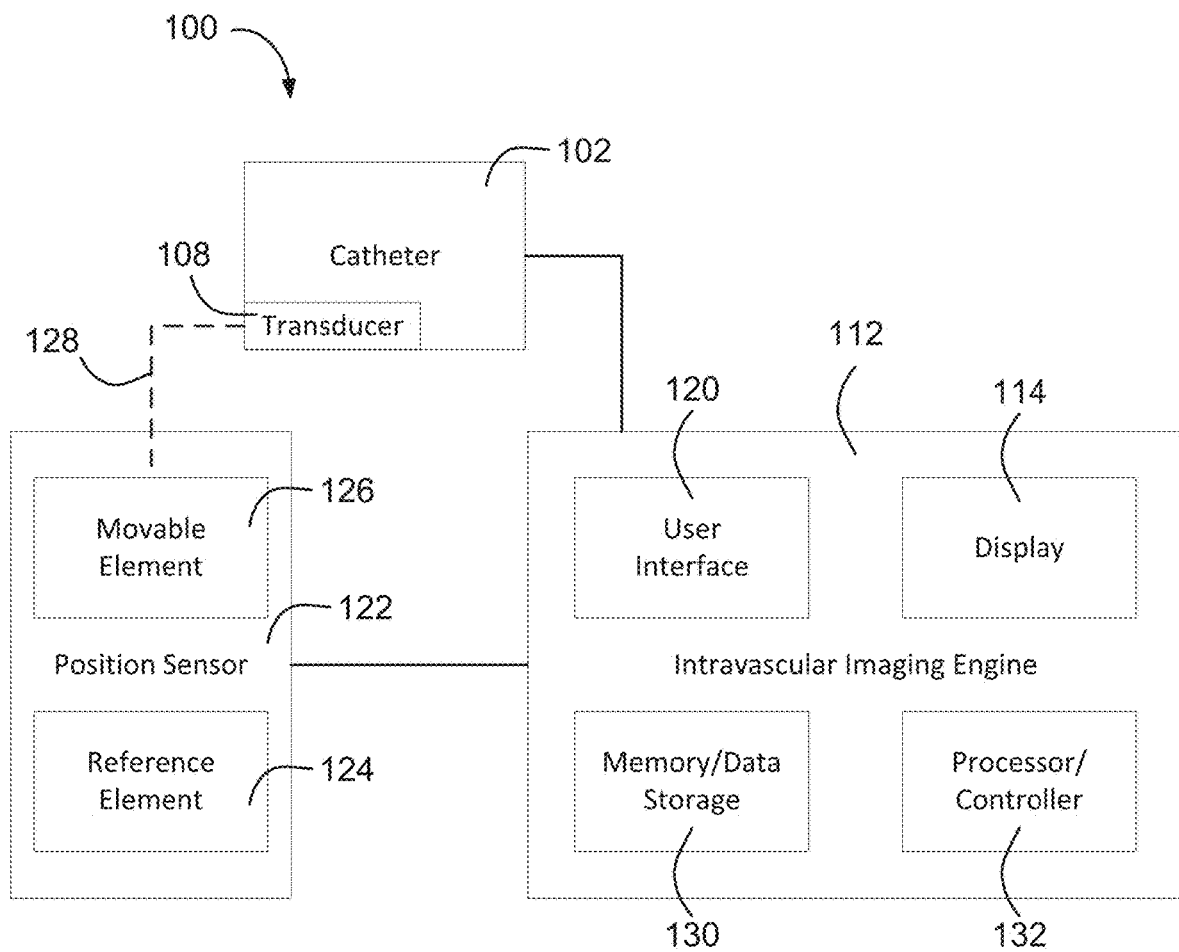 100
102
Catheter
108
Transducer
128
112
120
114
126
Movable
Element
User
Interface
Display
122
Position Sensor
Intravascular Imaging Engine
Reference
Element
124
Memory/Data
Storage
Processor/
Controller
130
132